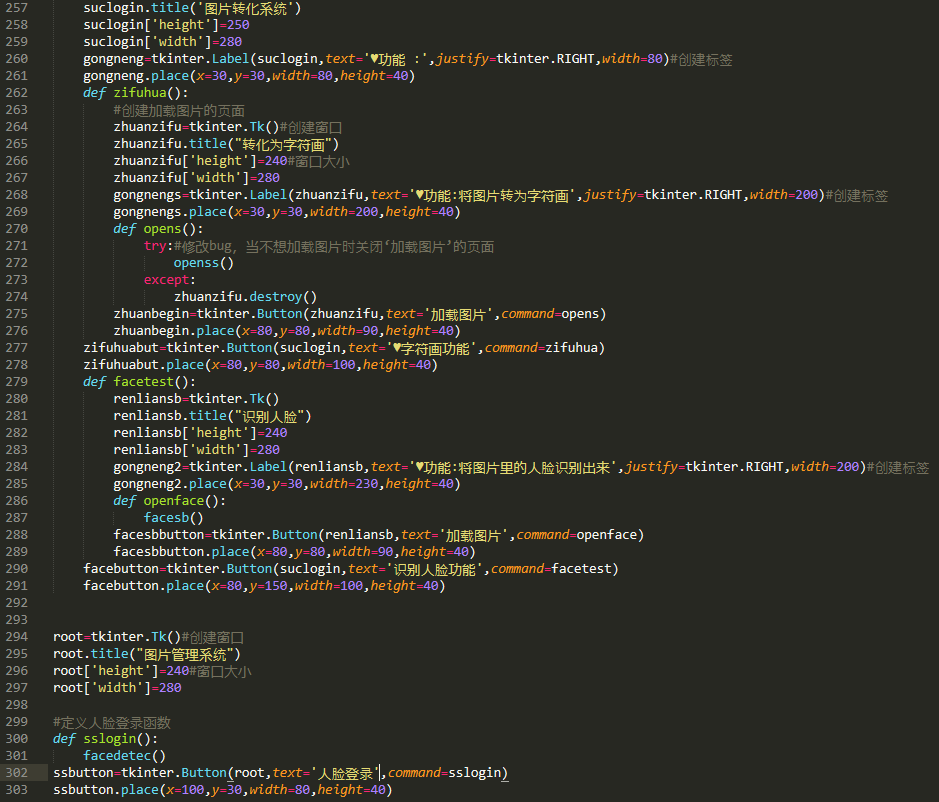 257 suclogin.title('图片转化系统')
258 suclogin['height']=250
259 suclogin['width']=280
260 gongneng=tkinter.Label(suclogin,text='♥功能 :',justify=tkinter.RIGHT,width=80)#创建标签
261 gongneng.place(x=30,y=30,width=80,height=40)
262 def zifuhua():
263 #创建加载图片的页面
264 zhuanzifu=tkinter.Tk()#创建窗口
265 zhuanzifu.title("转化为字符画")
266 zhuanzifu['height']=240#窗口大小
267 zhuanzifu['width']=280
268 gongnengs=tkinter.Label(zhuanzifu,text='♥功能:将图片转为字符画',justify=tkinter.RIGHT,width=200)#创建标签
269 gongnengs.place(x=30,y=30,width=200,height=40)
270 def opens():
271 try:#修改bug，当不想加载图片时关闭‘加载图片’的页面
272 openss()
273 except:
274 zhuanzifu.destroy()
275 zhuanbegin=tkinter.Button(zhuanzifu,text='加载图片',command=opens)
276 zhuanbegin.place(x=80,y=80,width=90,height=40)
277 zifuhuabut=tkinter.Button(suclogin,text='♥字符画功能',command=zifuhua)
278 zifuhuabut.place(x=80,y=80,width=100,height=40)
279 def facetest():
280 renliansb=tkinter.Tk()
281 renliansb.title("识别人脸")
282 renliansb['height']=240
283 renliansb['width']=280
284 gongneng2=tkinter.Label(renliansb,text='♥功能:将图片里的人脸识别出来',justify=tkinter.RIGHT,width=200)#创建标签
285 gongneng2.place(x=30,y=30,width=230,height=40)
286 def openface():
287 facesb()
288 facesbbutton=tkinter.Button(renliansb,text='加载图片',command=openface)
289 facesbbutton.place(x=80,y=80,width=90,height=40)
290 facebutton=tkinter.Button(suclogin,text='识别人脸功能',command=facetest)
291 facebutton.place(x=80,y=150,width=100,height=40)
292
293
294 root=tkinter.Tk()#创建窗口
295 root.title("图片管理系统")
296 root['height']=240#窗口大小
297 root['width']=280
298
299 #定义人脸登录函数
300 def sslogin():
301 facedetec()
302 ssbutton=tkinter.Button(root,text='人脸登录',command=sslogin)
303 ssbutton.place(x=100,y=30,width=80,height=40)